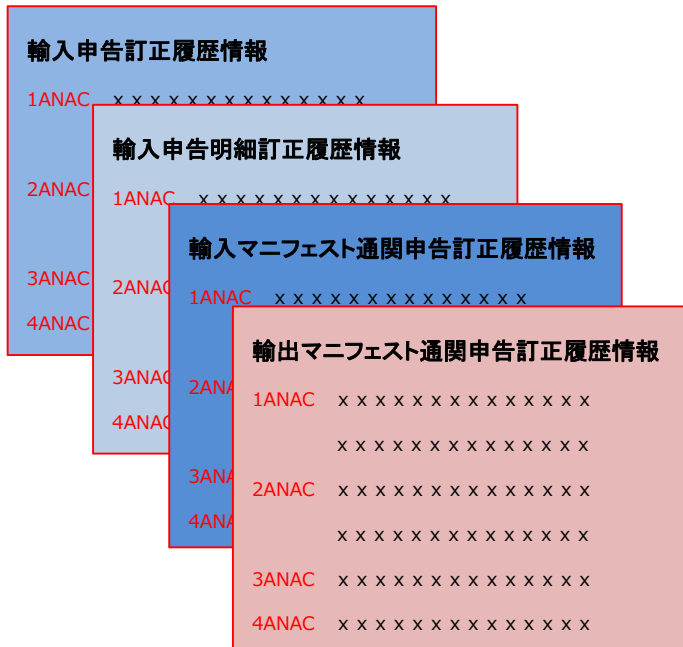 輸入申告訂正履歴情報
1ANAC x x x x x x x x x x x x x x
2ANAC
3ANAC
4ANAC
輸入申告明細訂正履歴情報
1ANAC x x x x x x x x x x x x x x
2ANAC
3ANAC
4ANAC
輸入マニフェスト通関申告訂正履歴情報
1ANAC x x x x x x x x x x x x x x
2ANA
3ANA
4ANA
輸出マニフェスト通関申告訂正履歴情報
1ANAC x x x x x x x x x x x x x x
x x x x x x x x x x x x x x
2ANAC x x x x x x x x x x x x x x
x x x x x x x x x x x x x x
3ANAC x x x x x x x x x x x x x x
4ANAC x x x x x x x x x x x x x x